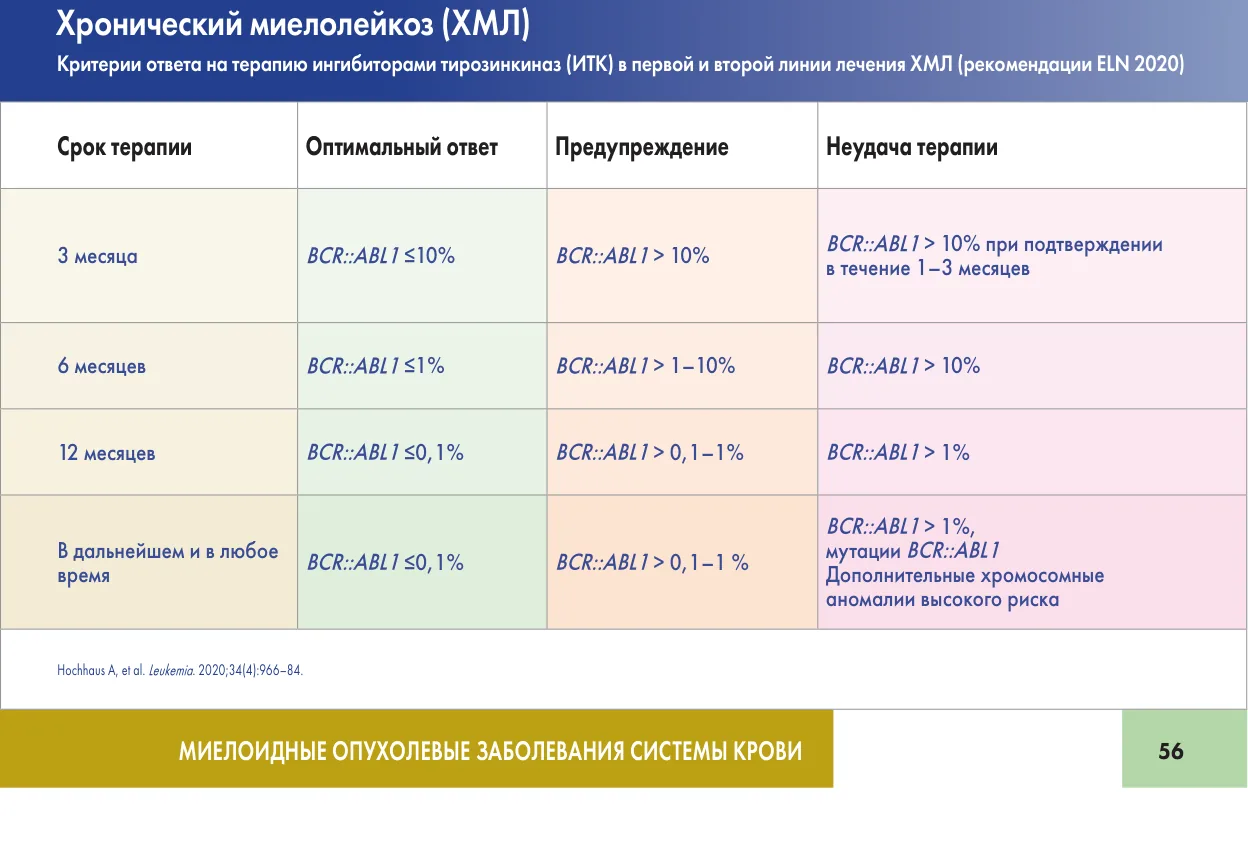 Хронический миелолейкоз (ХМЛ)
Критерии ответа на терапию ингибиторами тирозинкиназ (ИТК) в первой и второй линии лечения ХМЛ (рекомендации ELN 2020)
Срок терапии
Оптимальный ответ
Предупреждение
Неудача терапии
3 месяца
BCR::ABL1 ≤10%
BCR::ABL1 > 10%
BCR::ABL1 > 10% при подтверждении
в течение 1–3 месяцев
6 месяцев
BCR::ABL1 ≤1%
BCR::ABL1 > 1–10%
BCR::ABL1 > 10%
12 месяцев
BCR::ABL1 ≤0,1%
BCR::ABL1 > 0,1–1%
BCR::ABL1 > 1%
В дальнейшем и в любое
время
BCR::ABL1 ≤0,1%
BCR::ABL1 > 0,1–1 %
BCR::ABL1 > 1%,
мутации BCR::ABL1
Дополнительные хромосомные
аномалии высокого риска
Hochhaus A, et al. Leukemia. 2020;34(4):966–84.
МИЕЛОИДНЫЕ ОПУХОЛЕВЫЕ ЗАБОЛЕВАНИЯ СИСТЕМЫ КРОВИ
56